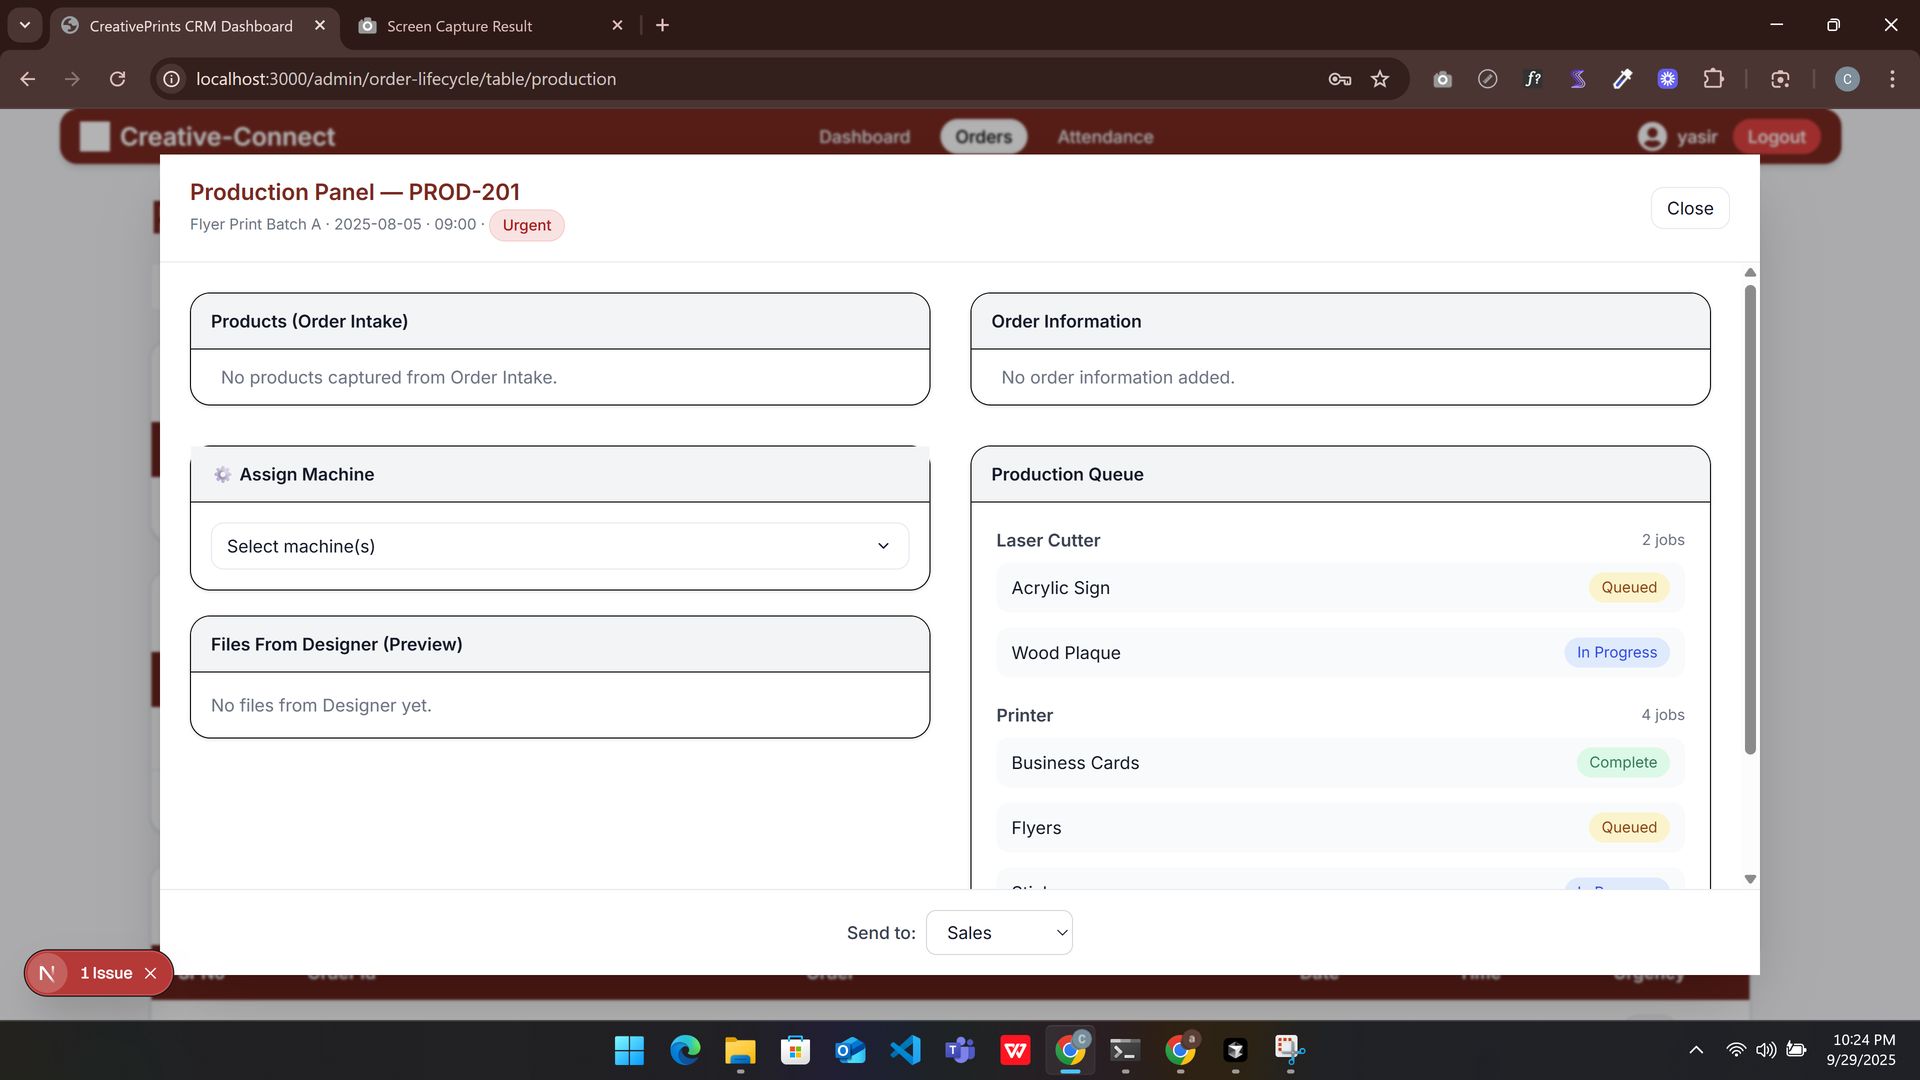 CreativePrints CRM Dashboard
Screen Capture Result
localhost:3000/admin/order-lifecycle/table/production
C
Creative-Connect
Dashboard
Orders
Attendance
yasir
Logout
Production Panel — PROD-201
Flyer Print Batch A · 2025-08-05 · 09:00 · Urgent
Close
Products (Order Intake)
No products captured from Order Intake.
Order Information
No order information added.
Assign Machine
Select machine(s)
Files From Designer (Preview)
No files from Designer yet.
Production Queue
Laser Cutter
2 jobs
Acrylic Sign
Queued
Wood Plaque
In Progress
Printer
4 jobs
Business Cards
Complete
Flyers
Queued
Send to:
Sales
N
1 Issue
Order
Date
Time
Urgency
10:24 PM
9/29/2025